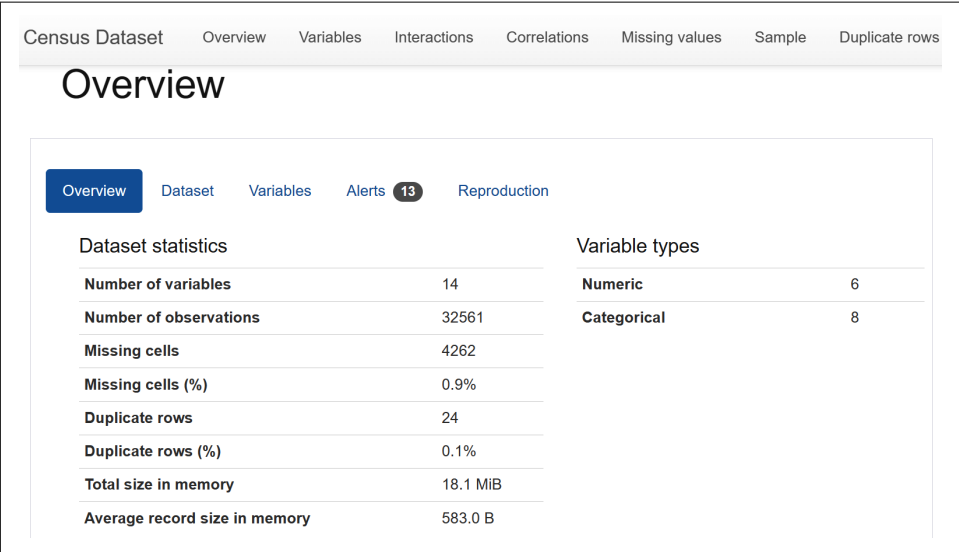 Census Dataset Overview Variables Interactions Correlations Missing values Sample Duplicate rows
Overview
Overview Dataset Variables Alerts 13 Reproduction
Dataset statistics
Number of variables 14
Number of observations 32561
Missing cells 4262
Missing cells (%) 0.9%
Duplicate rows 24
Duplicate rows (%) 0.1%
Total size in memory 18.1 MiB
Average record size in memory 583.0 B
Variable types
Numeric 6
Categorical 8